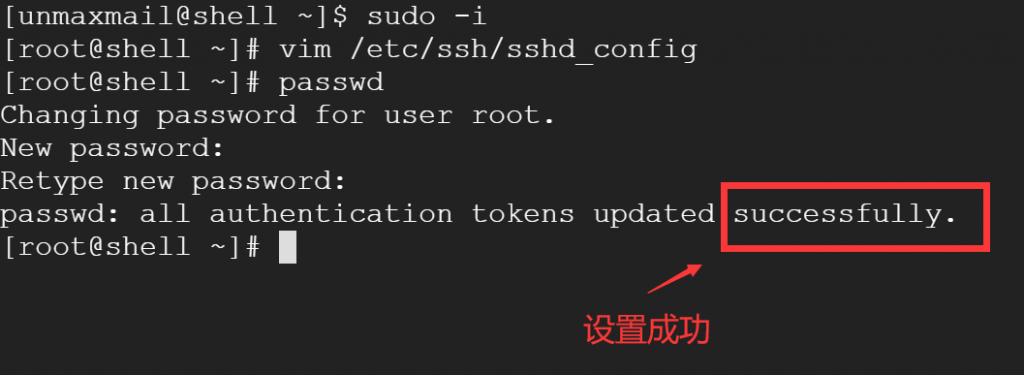 [unmaxmail@shell ~]$ sudo -i
[root@shell ~]# vim /etc/ssh/sshd_config
[root@shell ~]# passwd
Changing password for user root.
New password:
Retype new password:
passwd: all authentication tokens updated successfully.
[root@shell ~]#
设置成功